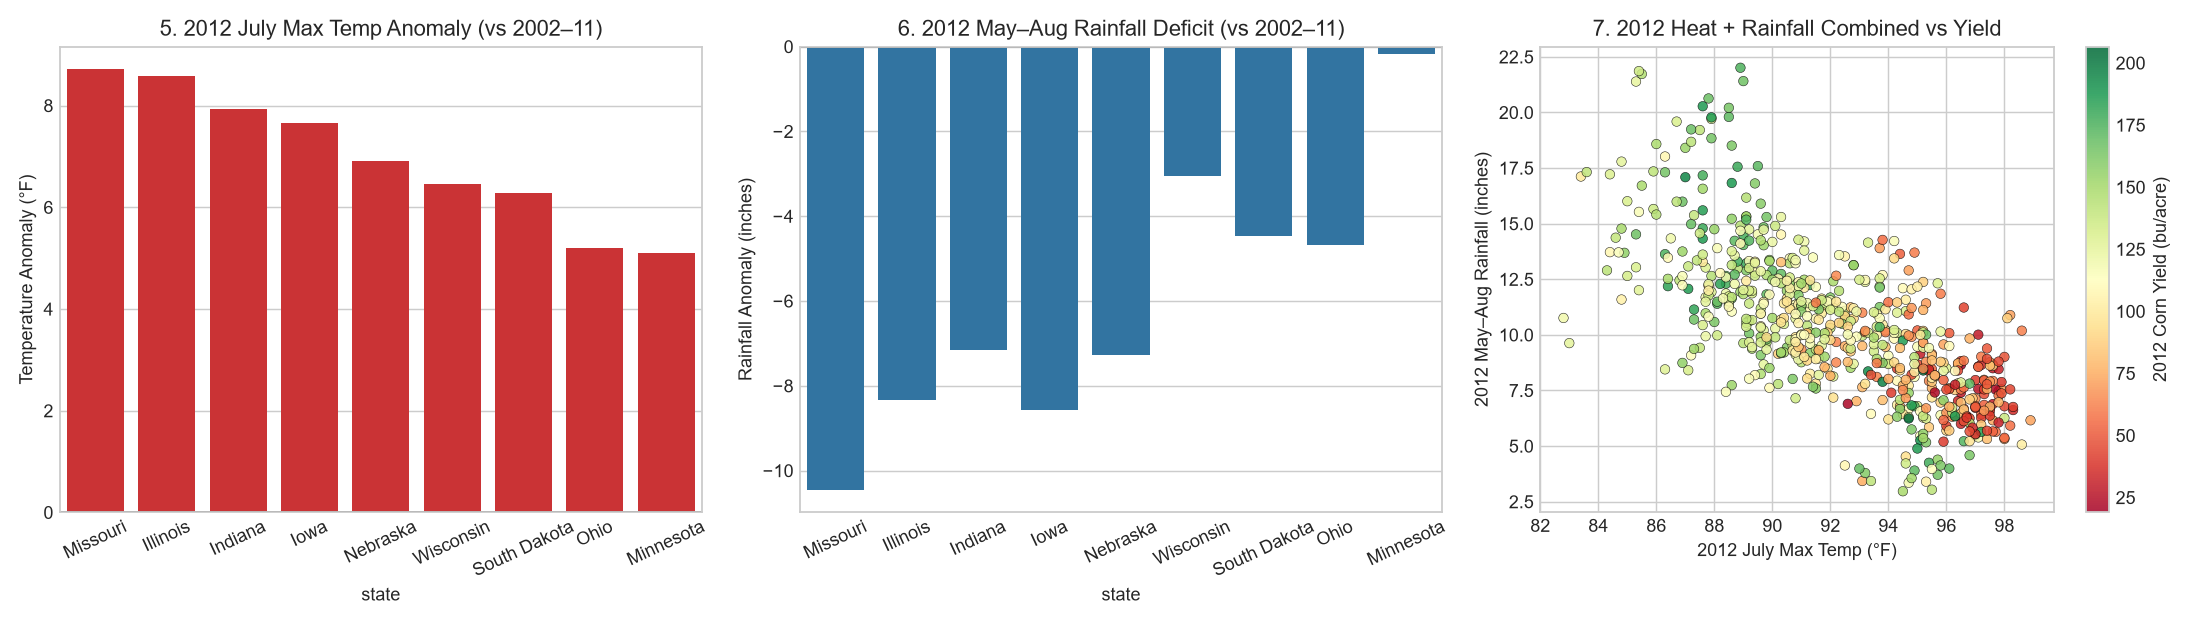 5. 2012 July Max Temp Anomaly (vs 2002–11)
Temperature Anomaly (°F)
8
6
4
2
0
Missouri
Illinois
Indiana
Iowa
Nebraska
Wisconsin
South Dakota
Ohio
Minnesota
state
6. 2012 May–Aug Rainfall Deficit (vs 2002–11)
Rainfall Anomaly (inches)
0
−2
−4
−6
−8
−10
Missouri
Illinois
Indiana
Iowa
Nebraska
Wisconsin
South Dakota
Ohio
Minnesota
state
7. 2012 Heat + Rainfall Combined vs Yield
2012 May–Aug Rainfall (inches)
22.5
20.0
17.5
15.0
12.5
10.0
7.5
5.0
2.5
82
84
86
88
90
92
94
96
98
2012 July Max Temp (°F)
200
175
150
125
100
75
50
25
2012 Corn Yield (bu/acre)